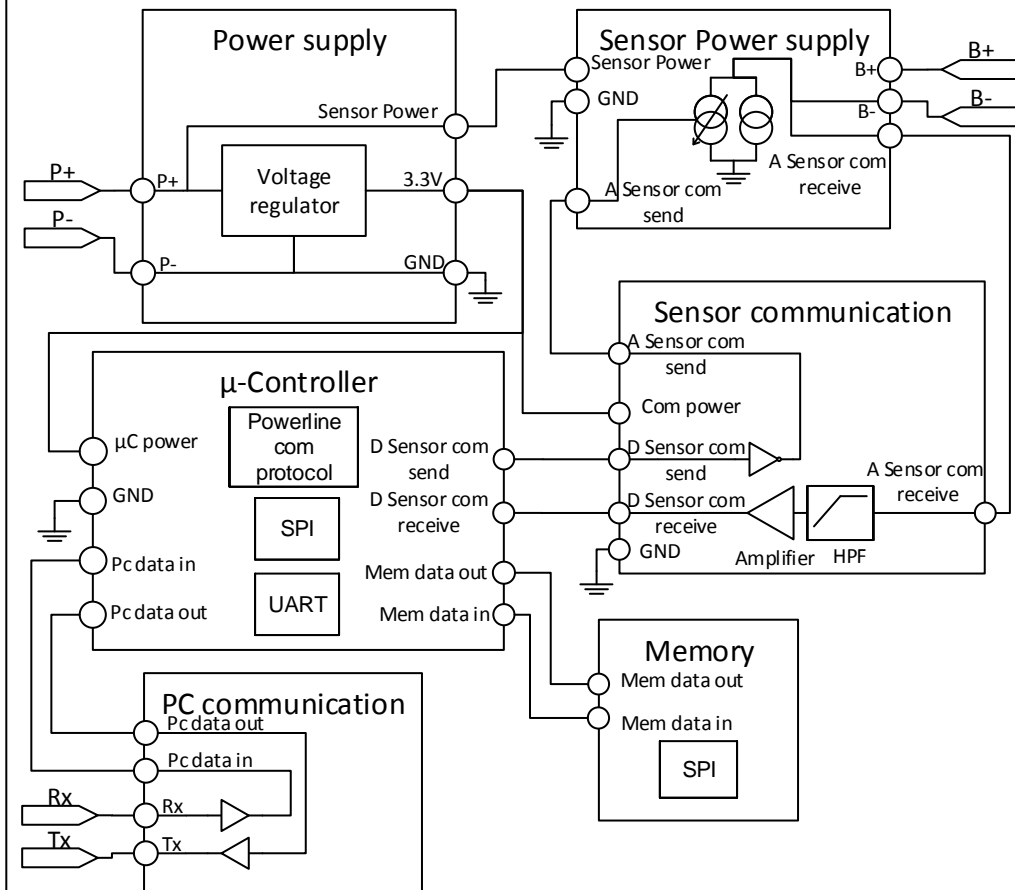 Power supply
Sensor Power
P+
P+
Voltage
regulator
3.3V
P-
P-
GND
Sensor Power supply
Sensor Power
GND
B+
B+
B-
B-
A Sensor com
receive
A Sensor com
send
Sensor communication
A Sensor com
send
Com power
D Sensor com
send
D Sensor com
receive
GND
A Sensor com
receive
Amplifier
HPF
µ-Controller
Powerline
com
protocol
µC power
GND
SPI
UART
Pc data in
Pc data out
D Sensor com
send
D Sensor com
receive
Mem data out
Mem data in
Memory
Mem data out
Mem data in
SPI
PC communication
Pc data out
Pc data in
Rx
Rx
Tx
Tx